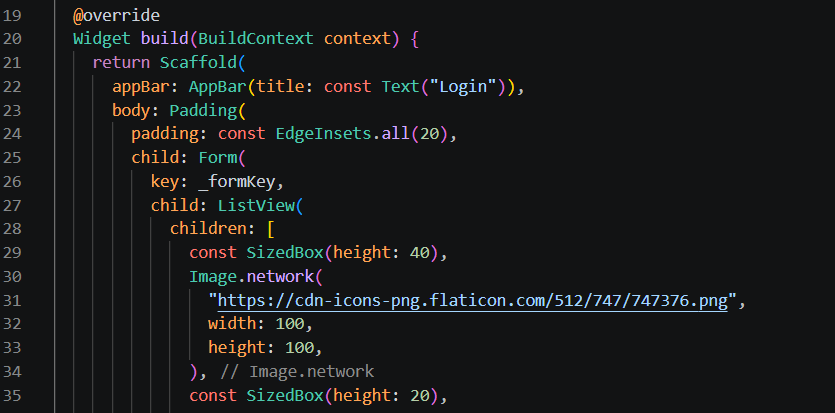 19 @override
20 Widget build(BuildContext context) {
21 return Scaffold(
22 appBar: AppBar(title: const Text("Login")),
23 body: Padding(
24 padding: const EdgeInsets.all(20),
25 child: Form(
26 key: _formKey,
27 child: ListView(
28 children: [
29 const SizedBox(height: 40),
30 Image.network(
31 "https://cdn-icons-png.flaticon.com/512/747/747376.png",
32 width: 100,
33 height: 100,
34 ), // Image.network
35 const SizedBox(height: 20),